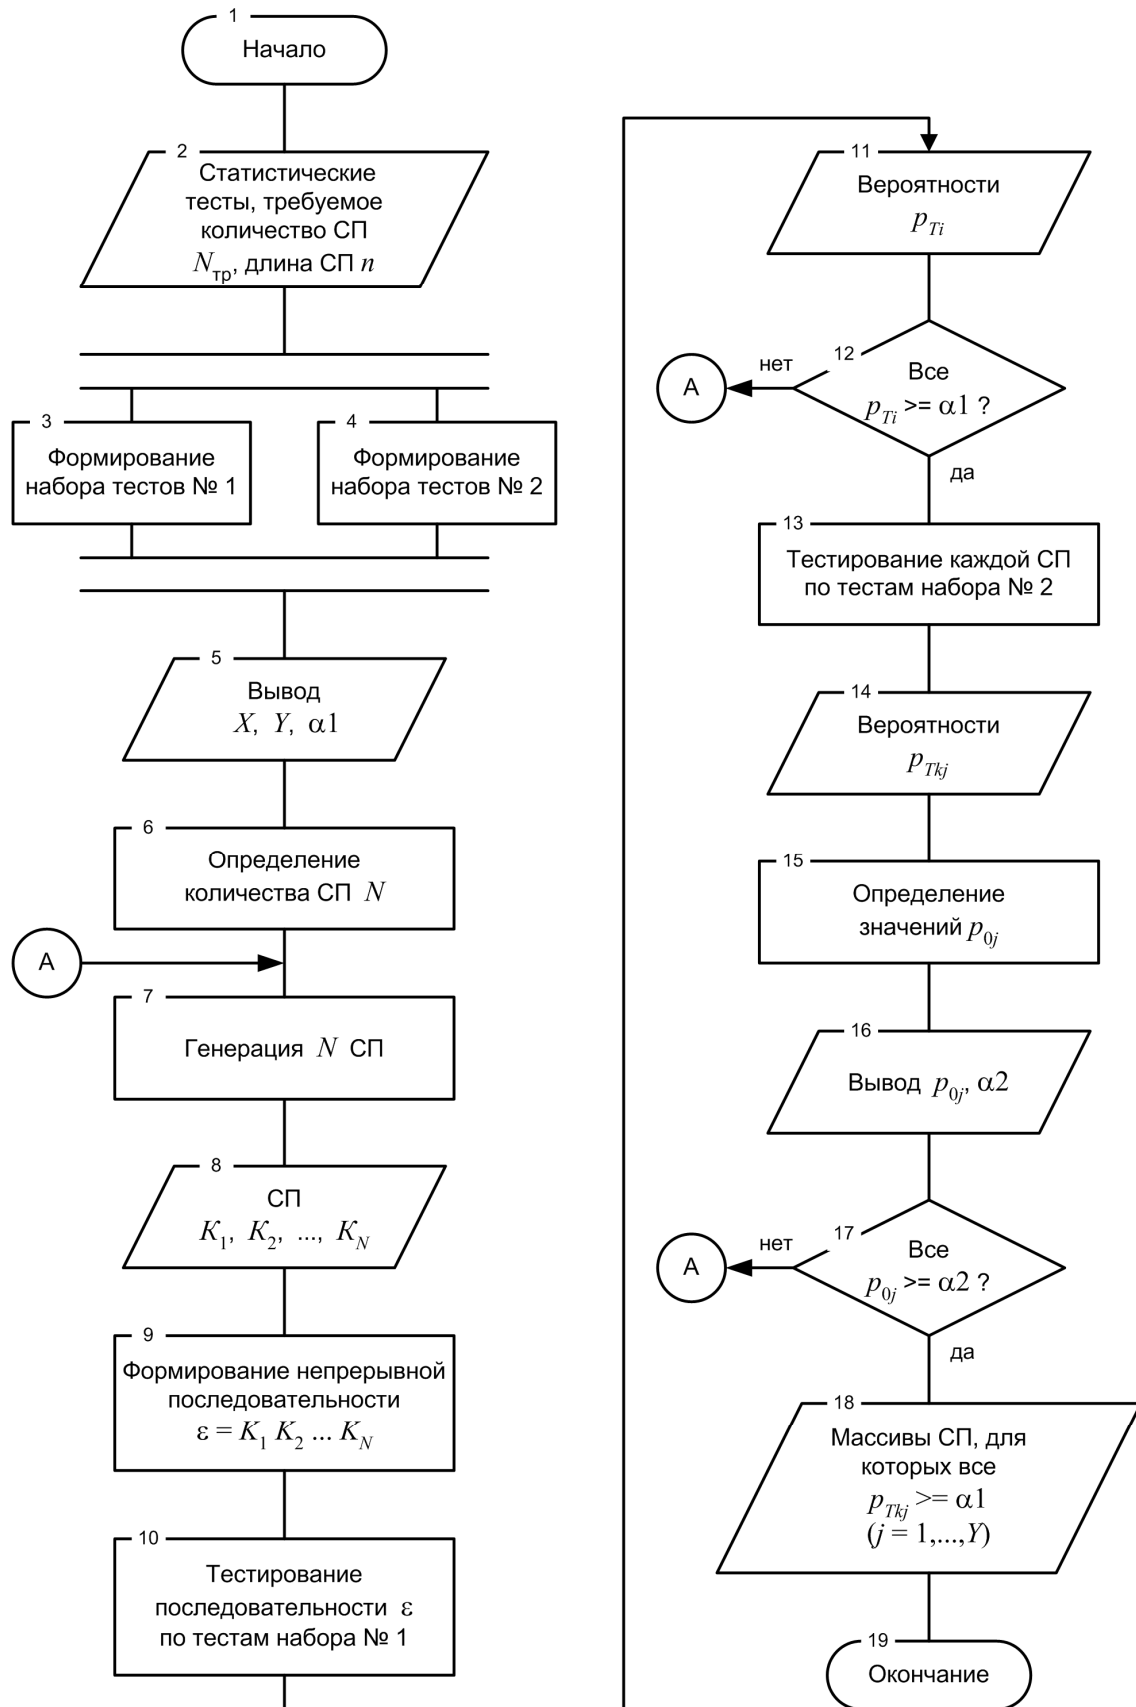 1
Начало
2
Статистические
тесты, требуемое
количество СП
Nтр, длина СП n
3
Формирование
набора тестов № 1
4
Формирование
набора тестов № 2
5
Вывод
X, Y, α1
6
Определение
количества СП N
А
7
Генерация N СП
8
СП
K1, K2, ..., KN
9
Формирование непрерывной
последовательности
ε = K1 K2 ... KN
10
Тестирование
последовательности ε
по тестам набора № 1
11
Вероятности
pTi
12
Все
pTi >= α1 ?
нет
А
да
13
Тестирование каждой СП
по тестам набора № 2
14
Вероятности
pTkj
15
Определение
значений p0j
16
Вывод p0j, α2
17
Все
p0j >= α2 ?
нет
А
да
18
Массивы СП, для
которых все
pTkj >= α1
(j = 1,...,Y)
19
Окончание